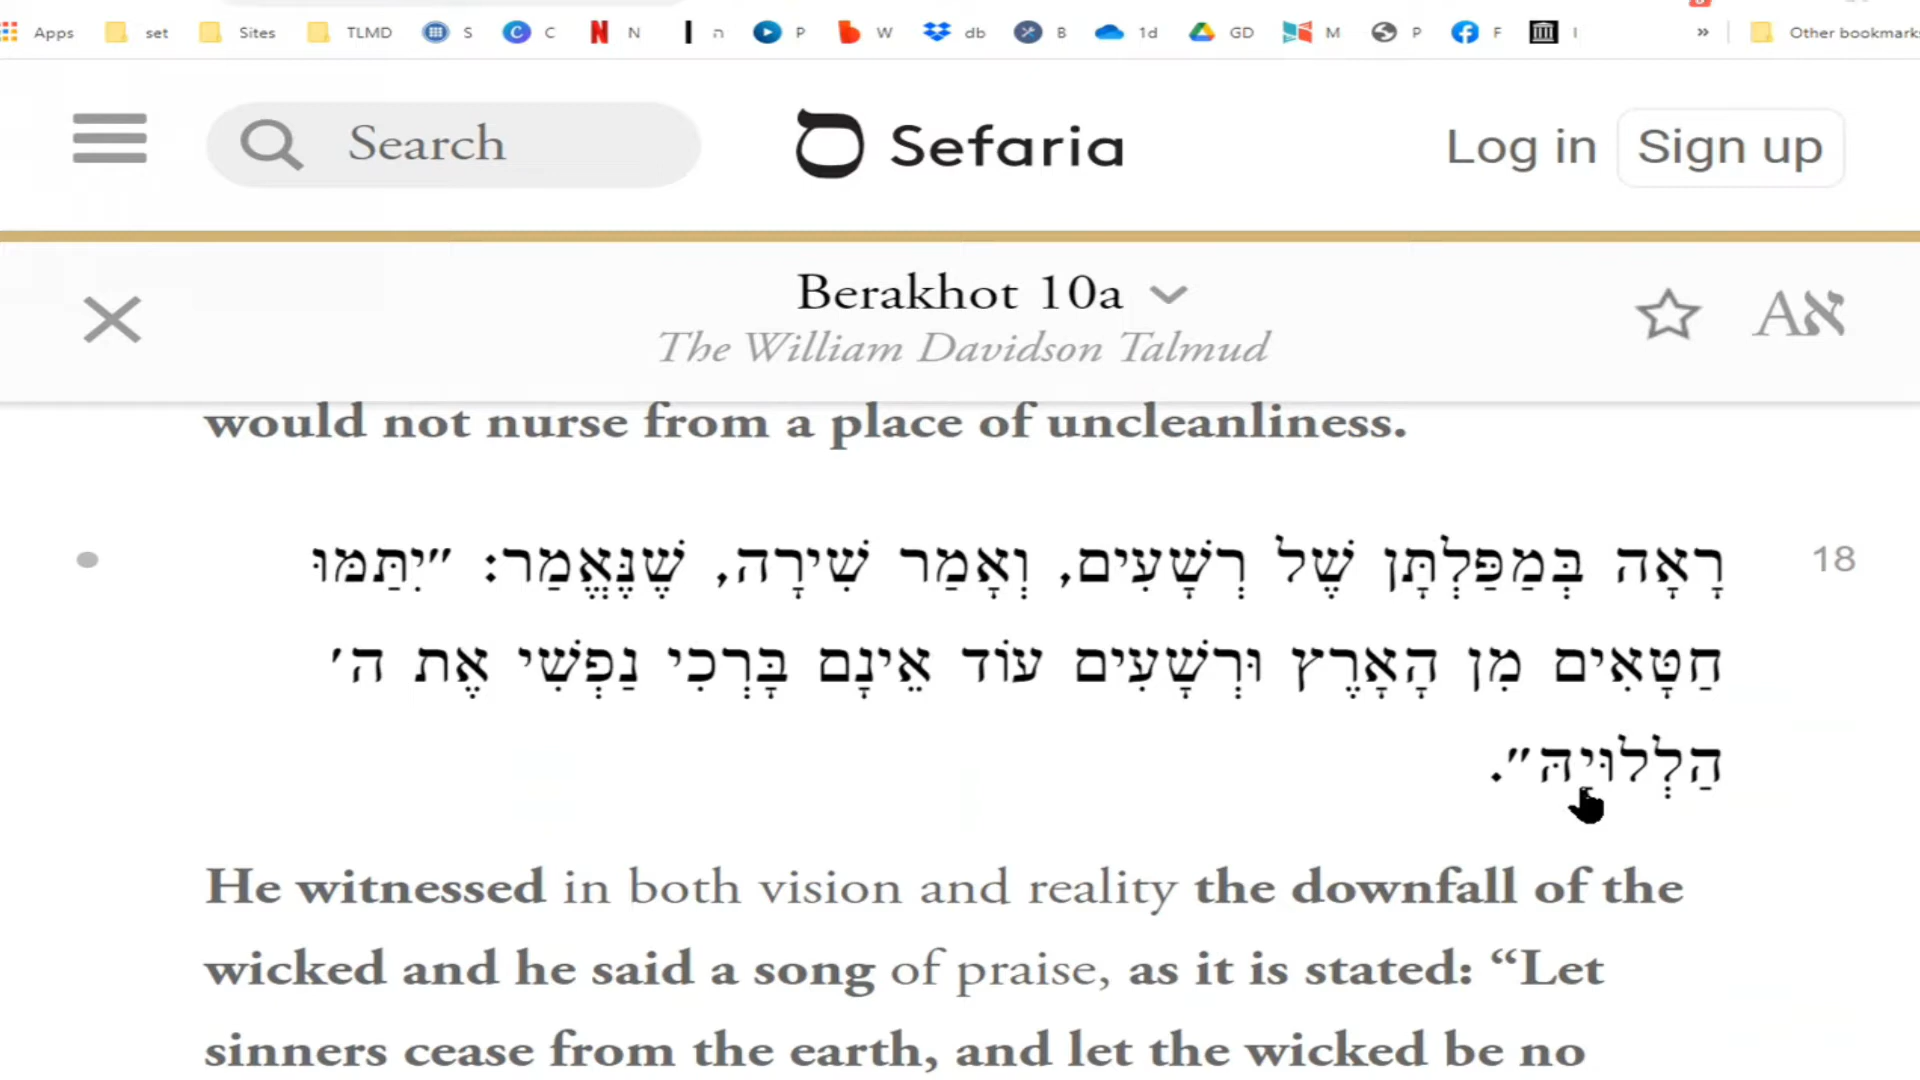 Apps set Sites TLMD S C N ה P W db B 1d GD M P F I » Other bookmark
Search Sefaria Log in Sign up
Berakhot 10a
The William Davidson Talmud Aא
would not nurse from a place of uncleanliness.
רָאָה בְּמַפַּלְתָּן שֶׁל רְשָׁעִים, וְאָמַר שִׁירָה, שֶׁנֶּאֱמַר: ״יִתַּמּוּ 18
חַטָּאִים מִן הָאָרֶץ וּרְשָׁעִים עוֹד אֵינָם בָּרְכִי נַפְשִׁי אֶת ה׳
הַלְלוּיָהּ״.
He witnessed in both vision and reality the downfall of the
wicked and he said a song of praise, as it is stated: “Let
sinners cease from the earth, and let the wicked be no